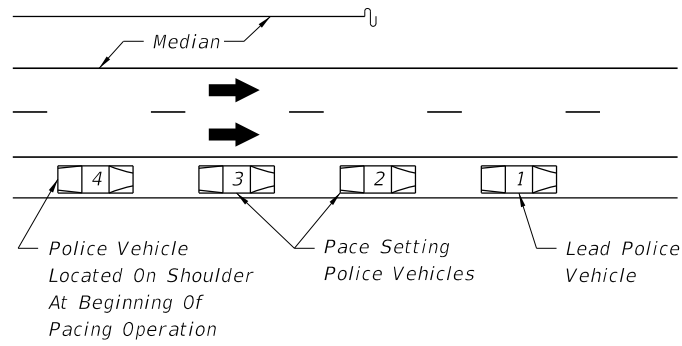 Median
4
3
2
1
Police Vehicle
Located On Shoulder
At Beginning Of
Pacing Operation
Pace Setting
Police Vehicles
Lead Police
Vehicle